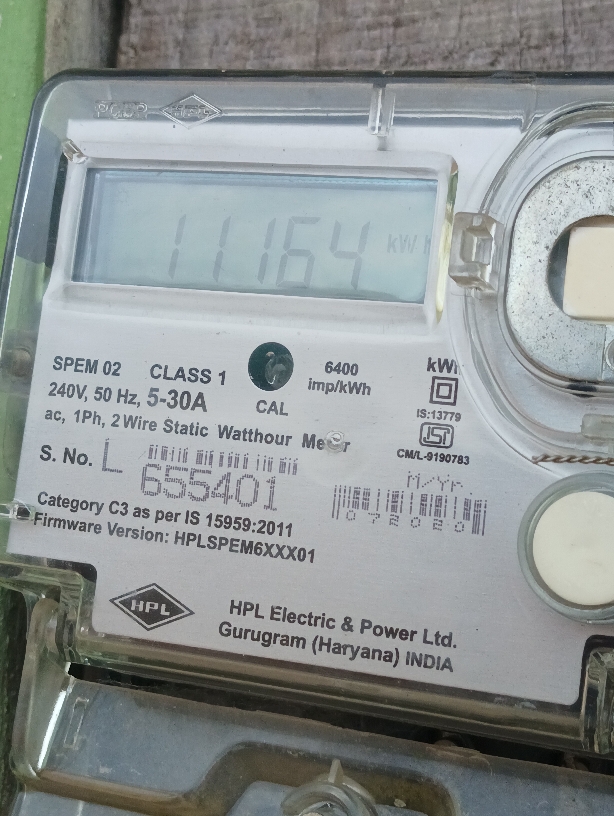 11164 kW
SPEM 02 CLASS 1
240V, 50 Hz, 5-30A
ac, 1Ph, 2 Wire Static Watthour
CAL
6400
imp/kWh
IS:13779
ISI
CM/L-9190783
S. No. L
655401
M/Yr.
072020
Category C3 as per IS 15959:2011
Firmware Version: HPLSPEM6XXX01
HPL
HPL Electric & Power Ltd.
Gurugram (Haryana) INDIA